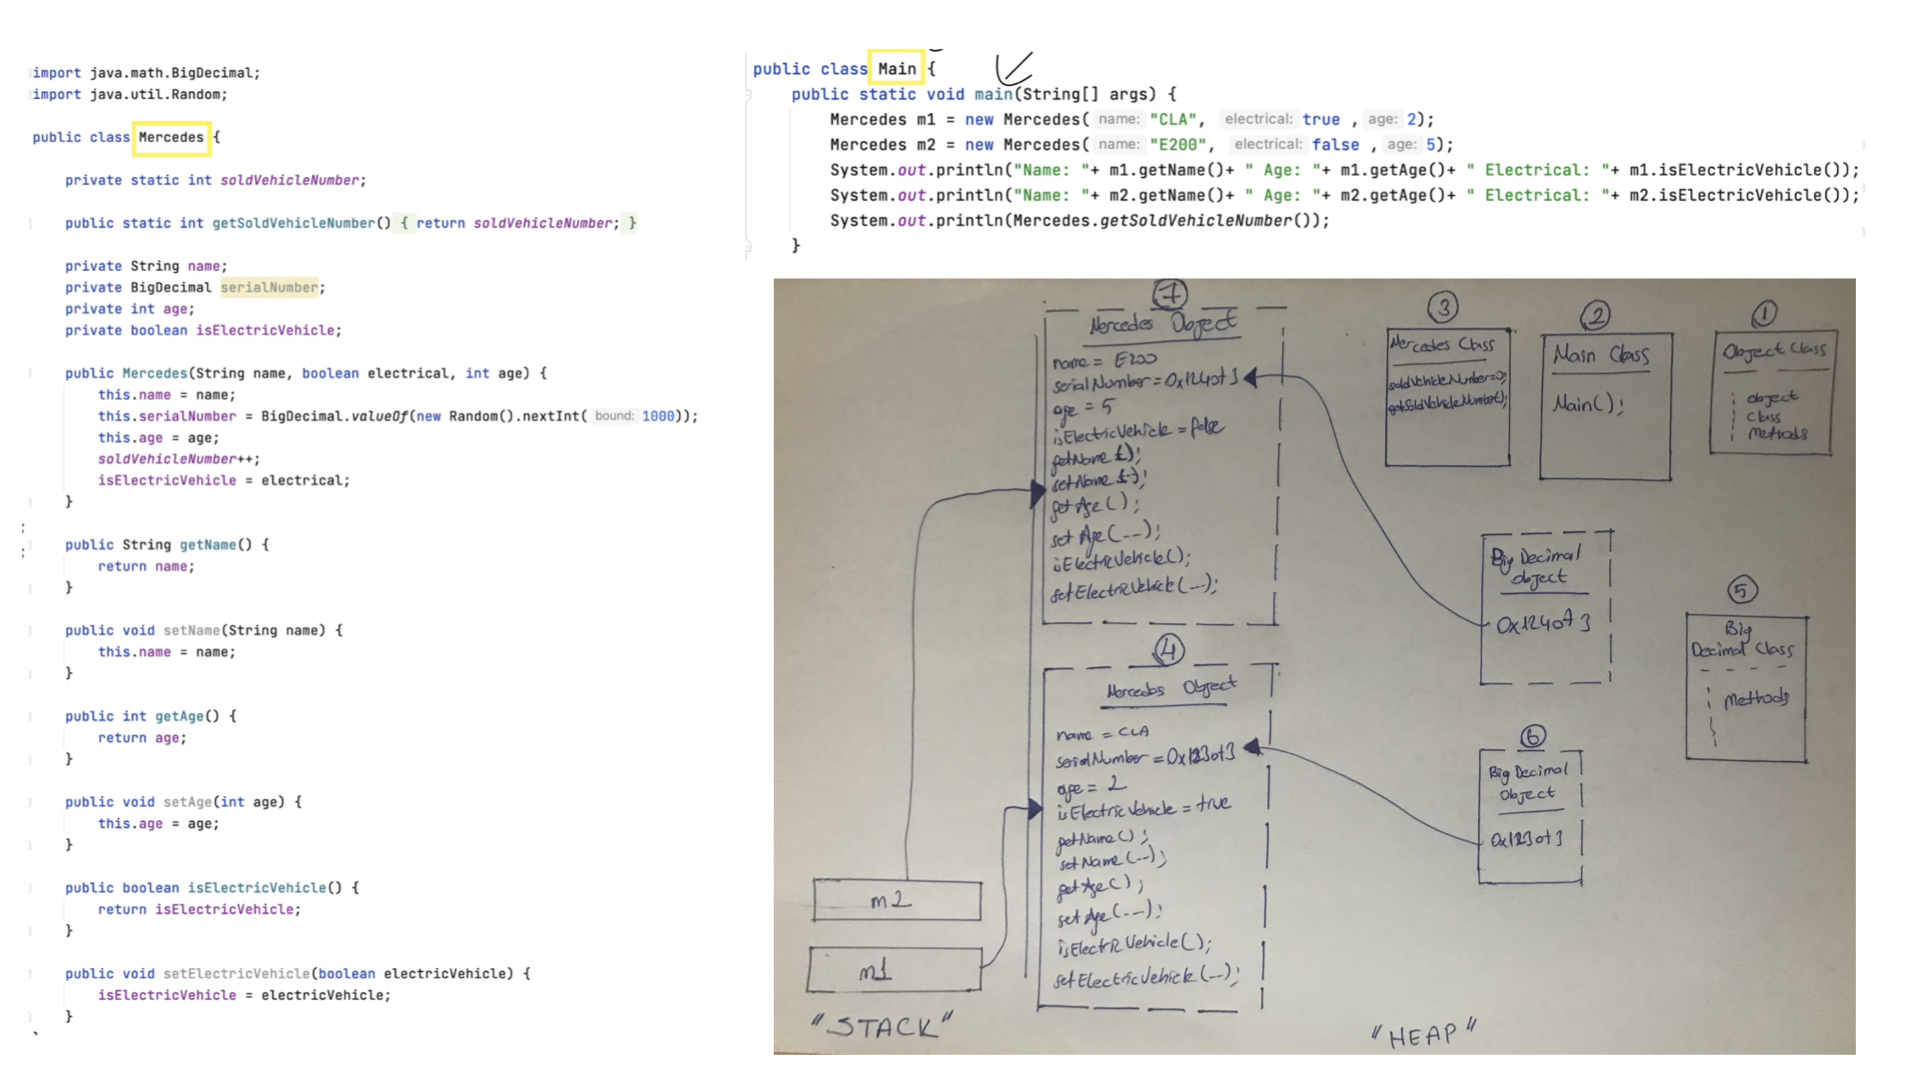 import java.math.BigDecimal;
import java.util.Random;
public class Mercedes {
private static int soldVehicleNumber;
public static int getSoldVehicleNumber() { return soldVehicleNumber; }
private String name;
private BigDecimal serialNumber;
private int age;
private boolean isElectricVehicle;
public Mercedes(String name, boolean electrical, int age) {
this.name = name;
this.serialNumber = BigDecimal.valueOf(new Random().nextInt( bound: 1000));
this.age = age;
soldVehicleNumber++;
isElectricVehicle = electrical;
}
public String getName() {
return name;
}
public void setName(String name) {
this.name = name;
}
public int getAge() {
return age;
}
public void setAge(int age) {
this.age = age;
}
public boolean isElectricVehicle() {
return isElectricVehicle;
}
public void setElectricVehicle(boolean electricVehicle) {
isElectricVehicle = electricVehicle;
}
public class Main {
public static void main(String[] args) {
Mercedes m1 = new Mercedes( name: "CLA", electrical: true , age: 2);
Mercedes m2 = new Mercedes( name: "E200", electrical: false , age: 5);
System.out.println("Name: "+ m1.getName()+ " Age: "+ m1.getAge()+ " Electrical: "+ m1.isElectricVehicle());
System.out.println("Name: "+ m2.getName()+ " Age: "+ m2.getAge()+ " Electrical: "+ m2.isElectricVehicle());
System.out.println(Mercedes.getSoldVehicleNumber());
}
7
Mercedes Object
name = E200
serialNumber = 0x124of3
age = 5
isElectricVehicle = false
getName();
setName(--);
getAge();
set Age(---);
isElectricVehicle();
setElectricVehicle(---);
3
Mercedes Class
soldVehicleNumber=0;
getSoldVehicleNumber();
2
Main Class
Main();
1
Object Class
object
Class
Methods
Big Decimal
object
0x124of3
5
Big
Decimal Class
Methods
4
Mercedes Object
name = CLA
serialNumber = 0x123of3
age = 2
isElectricVehicle = true
getName();
setName(--);
getAge();
set Age(---);
isElectricVehicle();
setElectricVehicle(--);
6
Big Decimal
Object
0x123of3
m2
m1
"STACK"
"HEAP"